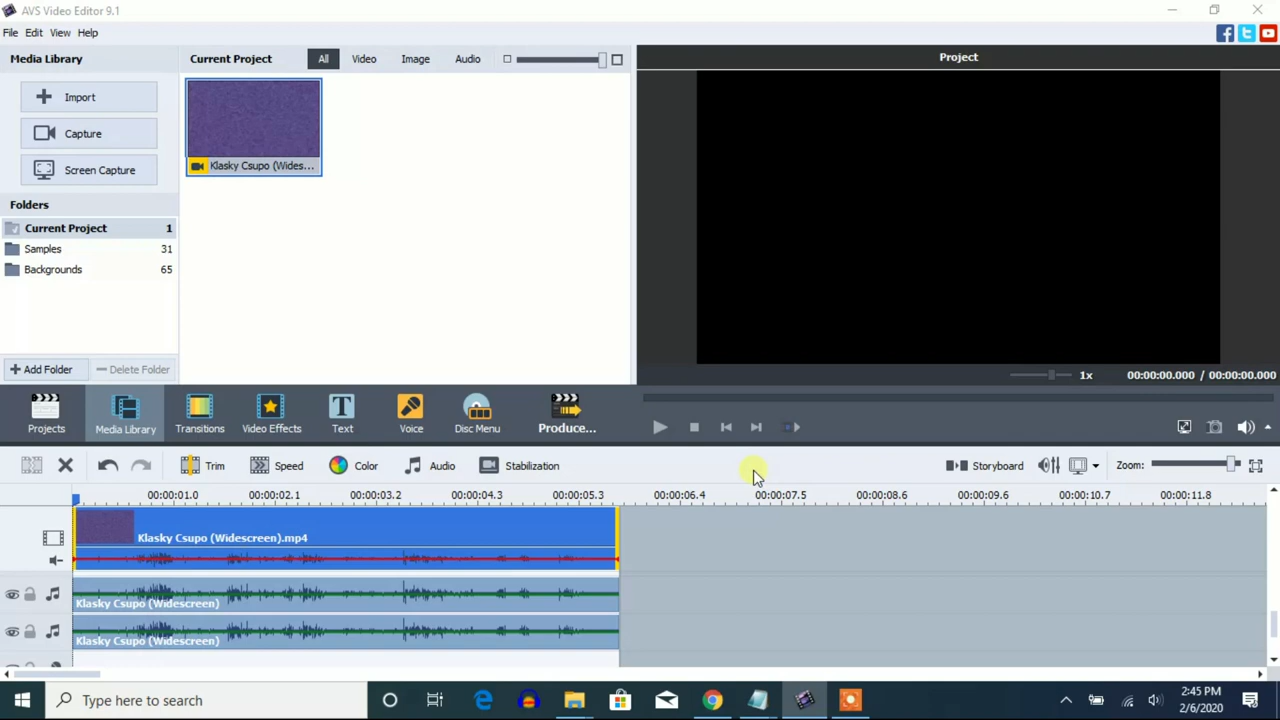 AVS Video Editor 9.1
File Edit View Help
Media Library
Current Project
All
Video
Image
Audio
Project
Import
Capture
Screen Capture
Klasky Csupo (Wides...
Folders
Current Project 1
Samples 31
Backgrounds 65
Add Folder
Delete Folder
1x
00:00:00.000 / 00:00:00.000
Projects
Media Library
Transitions
Video Effects
Text
Voice
Disc Menu
Produce...
Trim
Speed
Color
Audio
Stabilization
Storyboard
Zoom:
00:00:01.0 00:00:02.1 00:00:03.2 00:00:04.3 00:00:05.3 00:00:06.4 00:00:07.5 00:00:08.6 00:00:09.6 00:00:10.7 00:00:11.8
Klasky Csupo (Widescreen).mp4
Klasky Csupo (Widescreen)
Klasky Csupo (Widescreen)
Type here to search
2:45 PM
2/6/2020